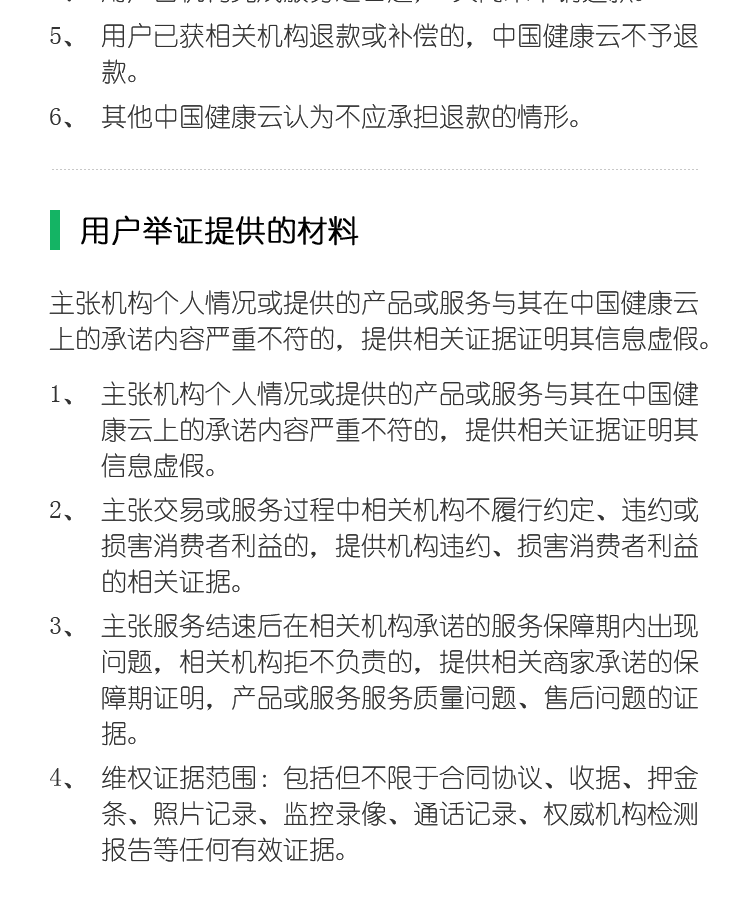 5、 用户已获相关机构退款或补偿的，中国健康云不予退
款。
6、 其他中国健康云认为不应承担退款的情形。
用户举证提供的材料
主张机构个人情况或提供的产品或服务与其在中国健康云
上的承诺内容严重不符的，提供相关证据证明其信息虚假。
1、 主张机构个人情况或提供的产品或服务与其在中国健
康云上的承诺内容严重不符的，提供相关证据证明其
信息虚假。
2、 主张交易或服务过程中相关机构不履行约定、违约或
损害消费者利益的，提供机构违约、损害消费者利益
的相关证据。
3、 主张服务结速后在相关机构承诺的服务保障期内出现
问题，相关机构拒不负责的，提供相关商家承诺的保
障期证明，产品或服务服务质量问题、售后问题的证
据。
4、 维权证据范围：包括但不限于合同协议、收据、押金
条、照片记录、监控录像、通话记录、权威机构检测
报告等任何有效证据。